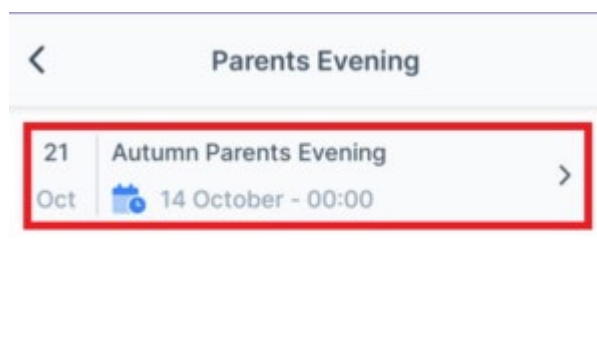 Parents Evening
21
Autumn Parents Evening
Oct
14 October - 00:00